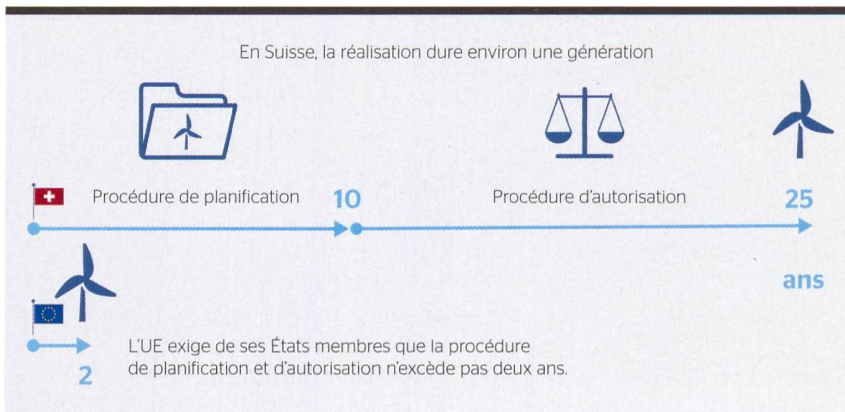 En Suisse, la réalisation dure environ une génération
Procédure de planification 10 Procédure d'autorisation 25
ans
L'UE exige de ses États membres que la procédure
de planification et d'autorisation n'excède pas deux ans.
2